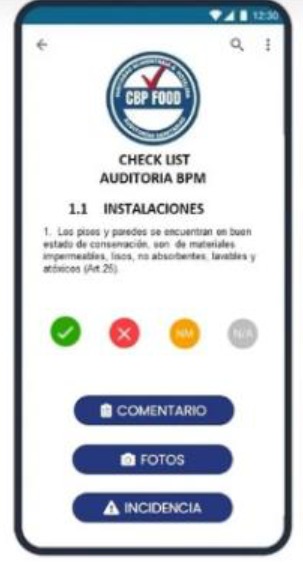 12:30
CBP FOOD
CHECK LIST
AUDITORIA BPM
1.1 INSTALACIONES
1. Los pisos y paredes se encuentran en buen
estado de conservación, son de materiales
impermeables, lisos, no absorbentes, lavables y
atóxicos (Art.25).
NM
N/A
COMENTARIO
FOTOS
INCIDENCIA